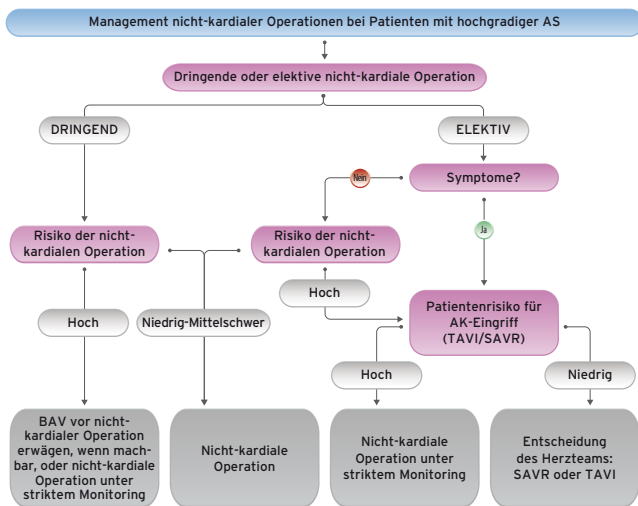 Management nicht-kardialer Operationen bei Patienten mit hochgradiger AS
Dringende oder elektive nicht-kardiale Operation
DRINGEND
ELEKTIV
Nein
Symptome?
Ja
Risiko der nicht-
kardialen Operation
Risiko der nicht-
kardialen Operation
Hoch
Patientenrisiko für
AK-Eingriff
(TAVI/SAVR)
Hoch
Niedrig-Mittelschwer
Hoch
Niedrig
BAV vor nicht-
kardialer Operation
erwägen, wenn mach-
bar, oder nicht-kardiale
Operation unter
striktem Monitoring
Nicht-kardiale
Operation
Nicht-kardiale
Operation unter
striktem Monitoring
Entscheidung
des Herzteams:
SAVR oder TAVI